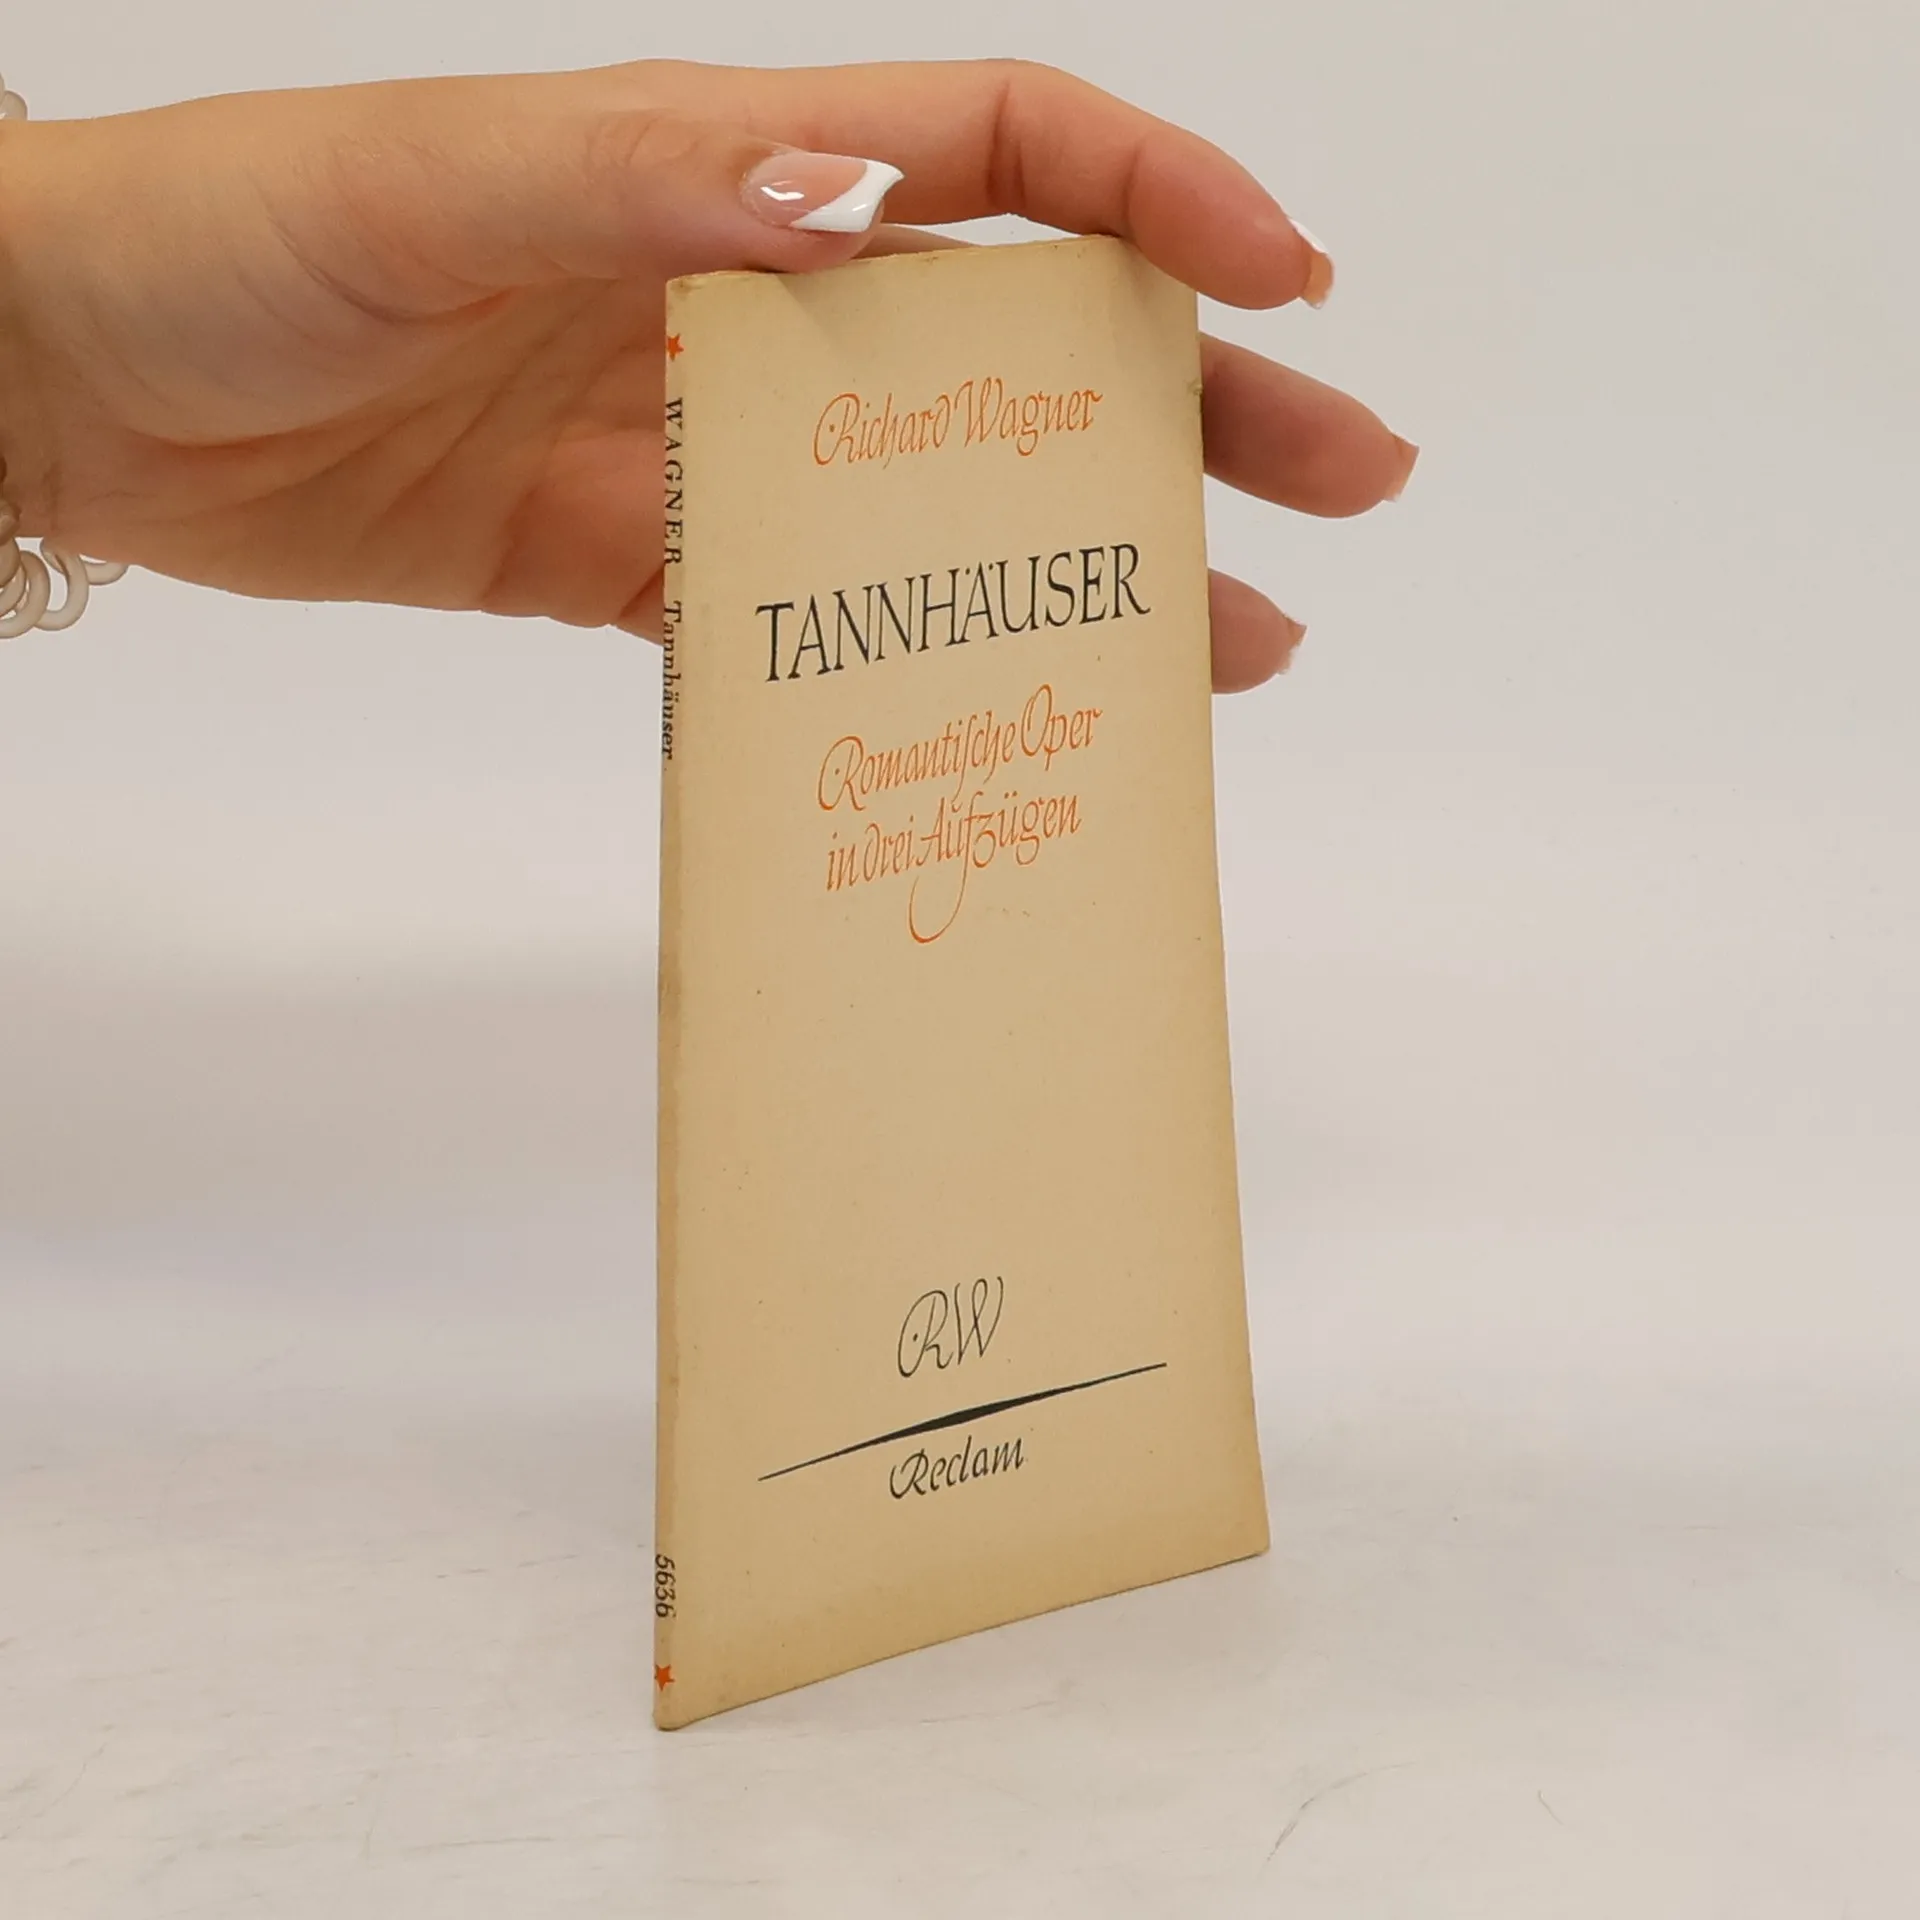 Richard Wagner
TANNHÄUSER
Romantiſche Oper
in drei Aufzügen
RW
Reclam
WAGNER Tannhäuser
5636